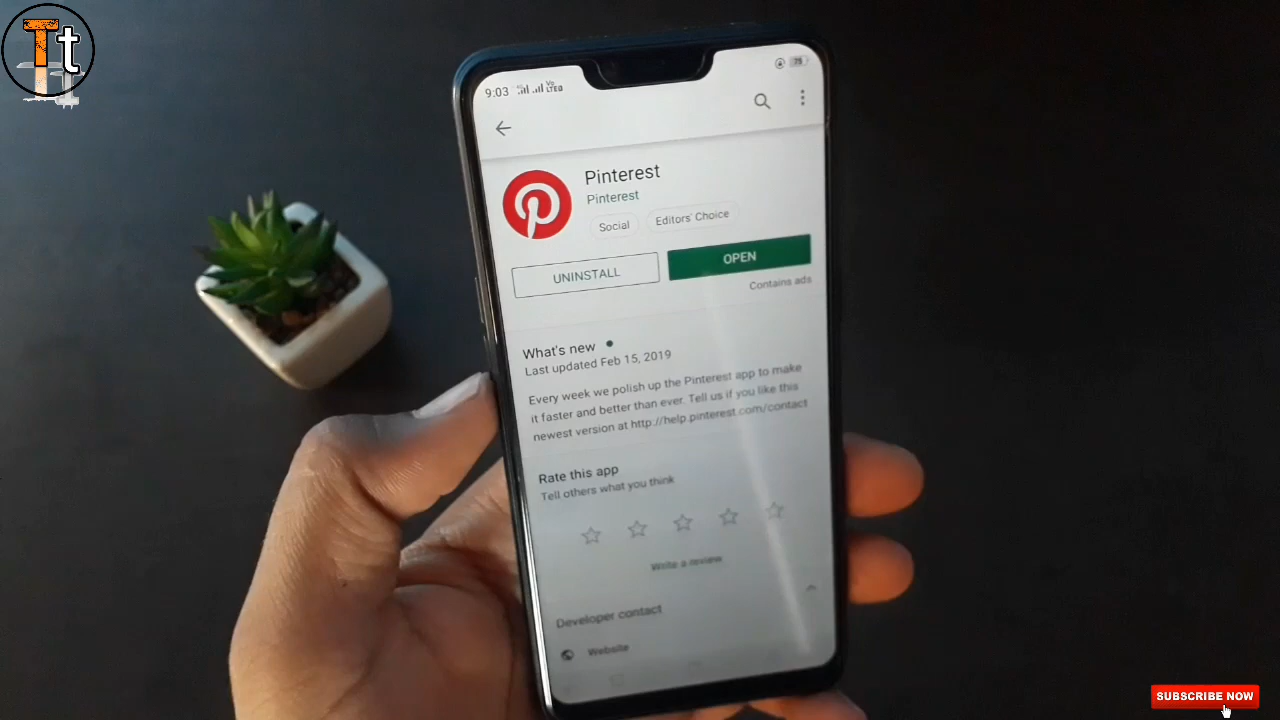 Tt
9:03
75
Pinterest
Pinterest
Social
Editors' Choice
UNINSTALL
OPEN
Contains ads
What's new
Last updated Feb 15, 2019
Every week we polish up the Pinterest app to make
it faster and better than ever. Tell us if you like this
newest version at http://help.pinterest.com/contact
Rate this app
Tell others what you think
Write a review
Developer contact
Website
SUBSCRIBE NOW